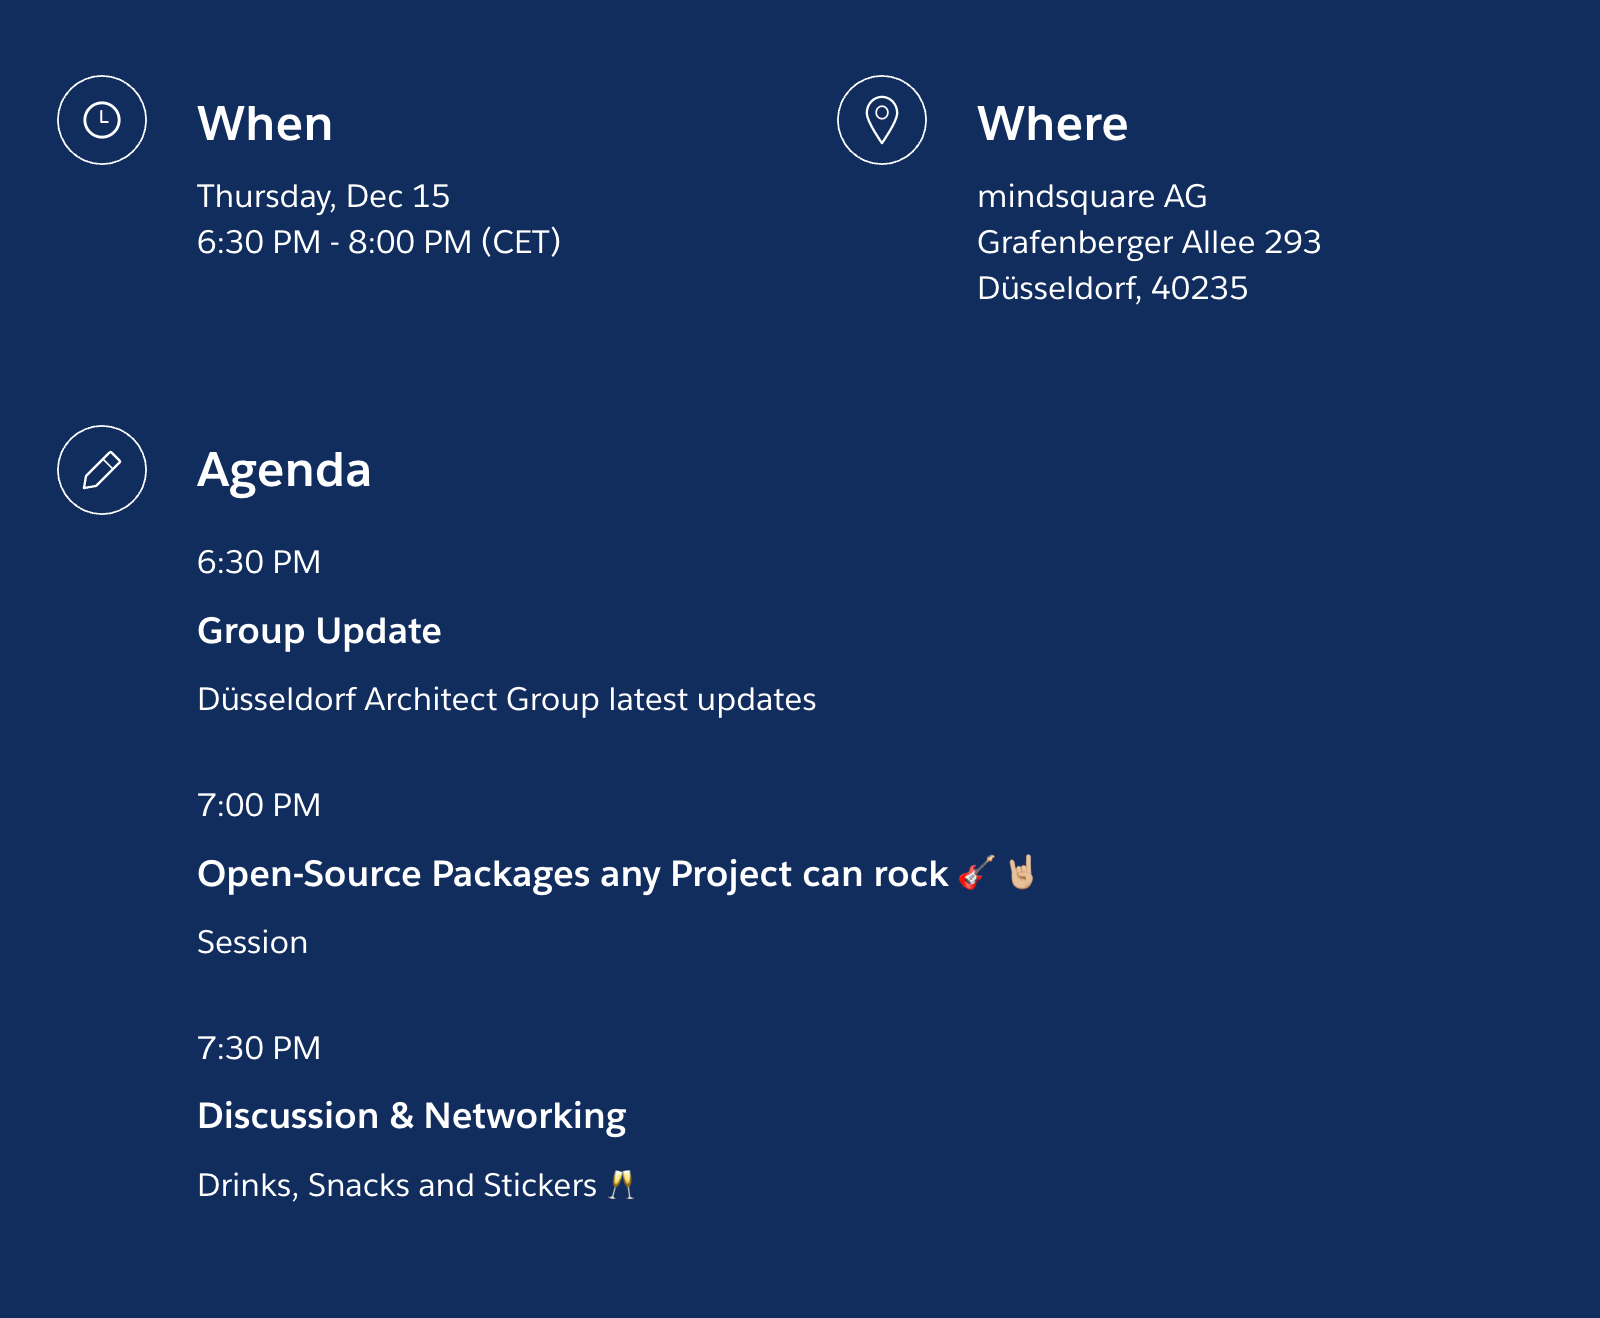 When
Thursday, Dec 15
6:30 PM - 8:00 PM (CET)
Where
mindsquare AG
Grafenberger Allee 293
Düsseldorf, 40235
Agenda
6:30 PM
Group Update
Düsseldorf Architect Group latest updates
7:00 PM
Open-Source Packages any Project can rock 🎸 🤘🏼
Session
7:30 PM
Discussion & Networking
Drinks, Snacks and Stickers 🥂